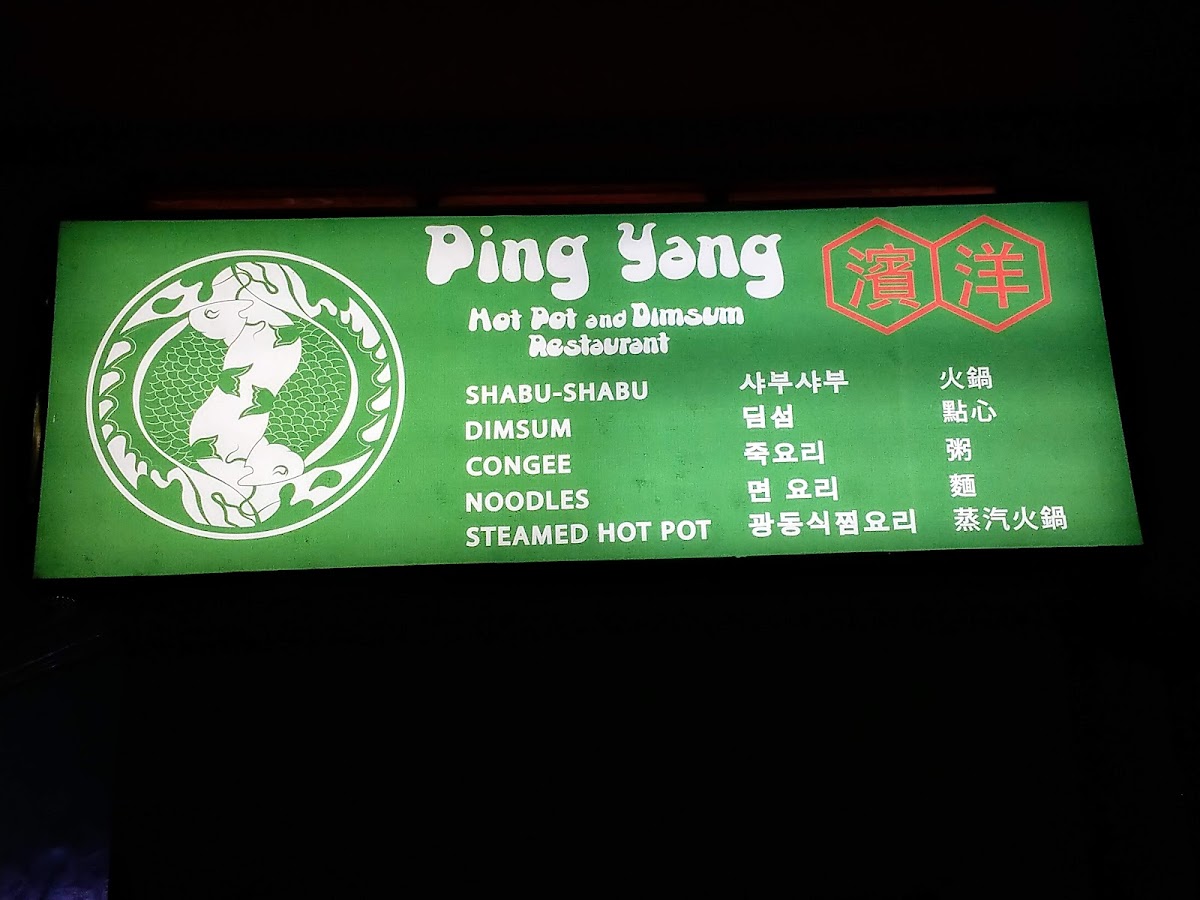 Ping Yang
濱洋
Hot Pot and Dimsum
Restaurant
SHABU-SHABU 샤부샤부 火鍋
DIMSUM 딤섬 點心
CONGEE 죽요리 粥
NOODLES 면 요리 麵
STEAMED HOT POT 광동식찜요리 蒸汽火鍋